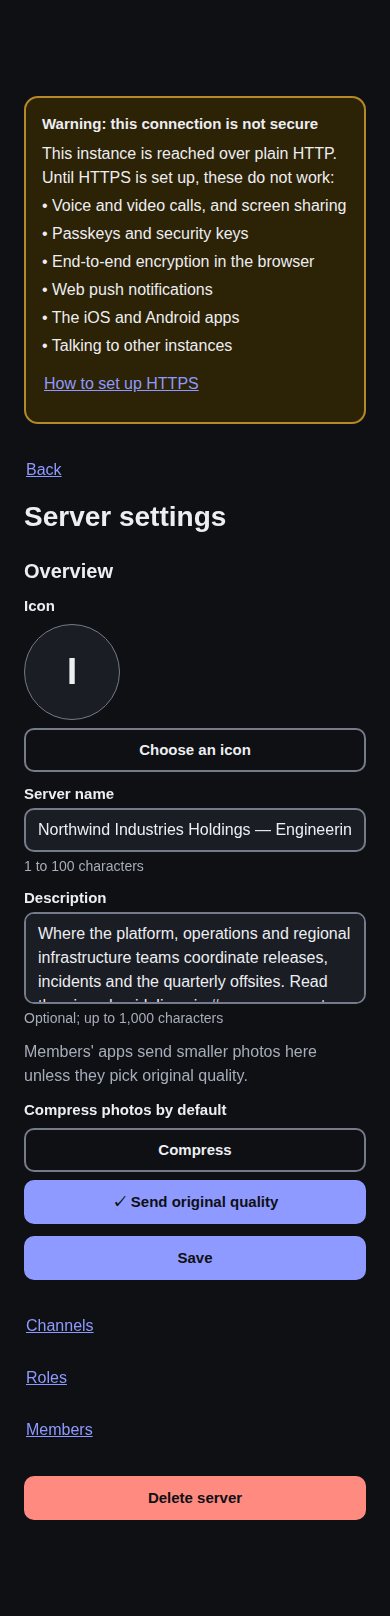 Warning: this connection is not secure
This instance is reached over plain HTTP.
Until HTTPS is set up, these do not work:
• Voice and video calls, and screen sharing
• Passkeys and security keys
• End-to-end encryption in the browser
• Web push notifications
• The iOS and Android apps
• Talking to other instances
How to set up HTTPS
Back
Server settings
Overview
Icon
I
Choose an icon
Server name
Northwind Industries Holdings — Engineerin
1 to 100 characters
Description
Where the platform, operations and regional
infrastructure teams coordinate releases,
incidents and the quarterly offsites. Read
Optional; up to 1,000 characters
Members' apps send smaller photos here
unless they pick original quality.
Compress photos by default
Compress
✓ Send original quality
Save
Channels
Roles
Members
Delete server